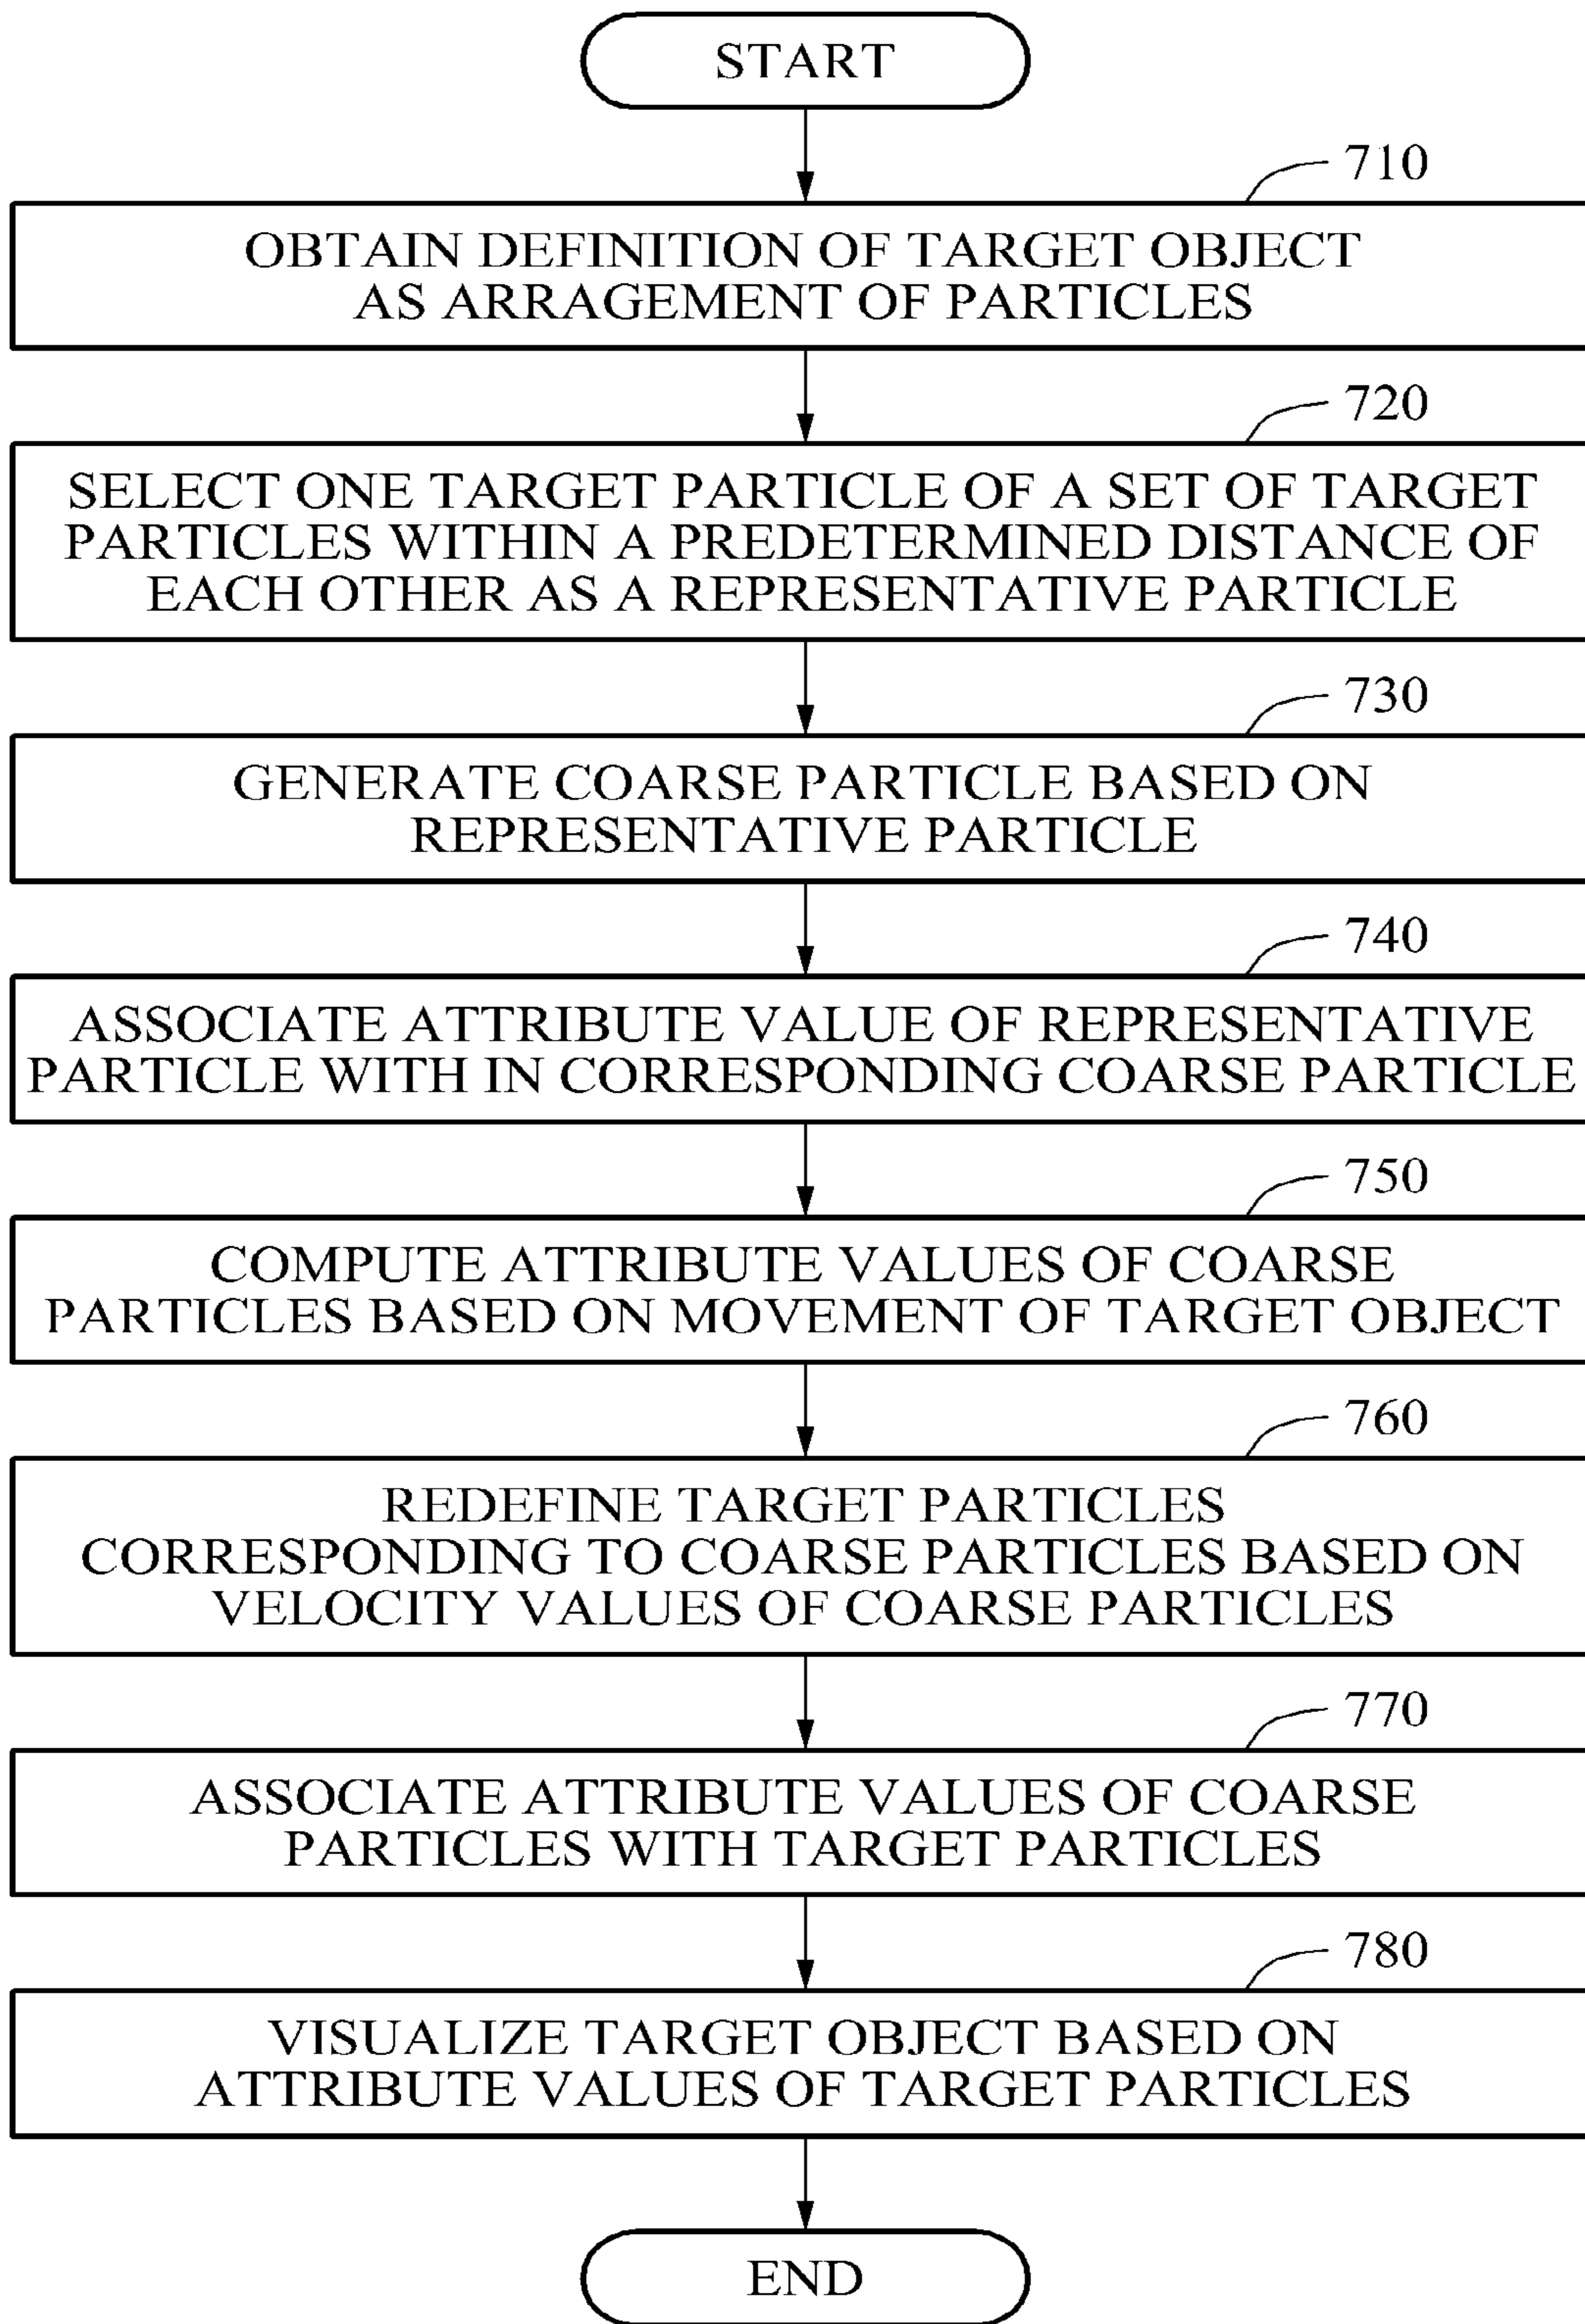 START
710
OBTAIN DEFINITION OF TARGET OBJECT
AS ARRAGEMENT OF PARTICLES
720
SELECT ONE TARGET PARTICLE OF A SET OF TARGET
PARTICLES WITHIN A PREDETERMINED DISTANCE OF
EACH OTHER AS A REPRESENTATIVE PARTICLE
730
GENERATE COARSE PARTICLE BASED ON
REPRESENTATIVE PARTICLE
740
ASSOCIATE ATTRIBUTE VALUE OF REPRESENTATIVE
PARTICLE WITH IN CORRESPONDING COARSE PARTICLE
750
COMPUTE ATTRIBUTE VALUES OF COARSE
PARTICLES BASED ON MOVEMENT OF TARGET OBJECT
760
REDEFINE TARGET PARTICLES
CORRESPONDING TO COARSE PARTICLES BASED ON
VELOCITY VALUES OF COARSE PARTICLES
770
ASSOCIATE ATTRIBUTE VALUES OF COARSE
PARTICLES WITH TARGET PARTICLES
780
VISUALIZE TARGET OBJECT BASED ON
ATTRIBUTE VALUES OF TARGET PARTICLES
END